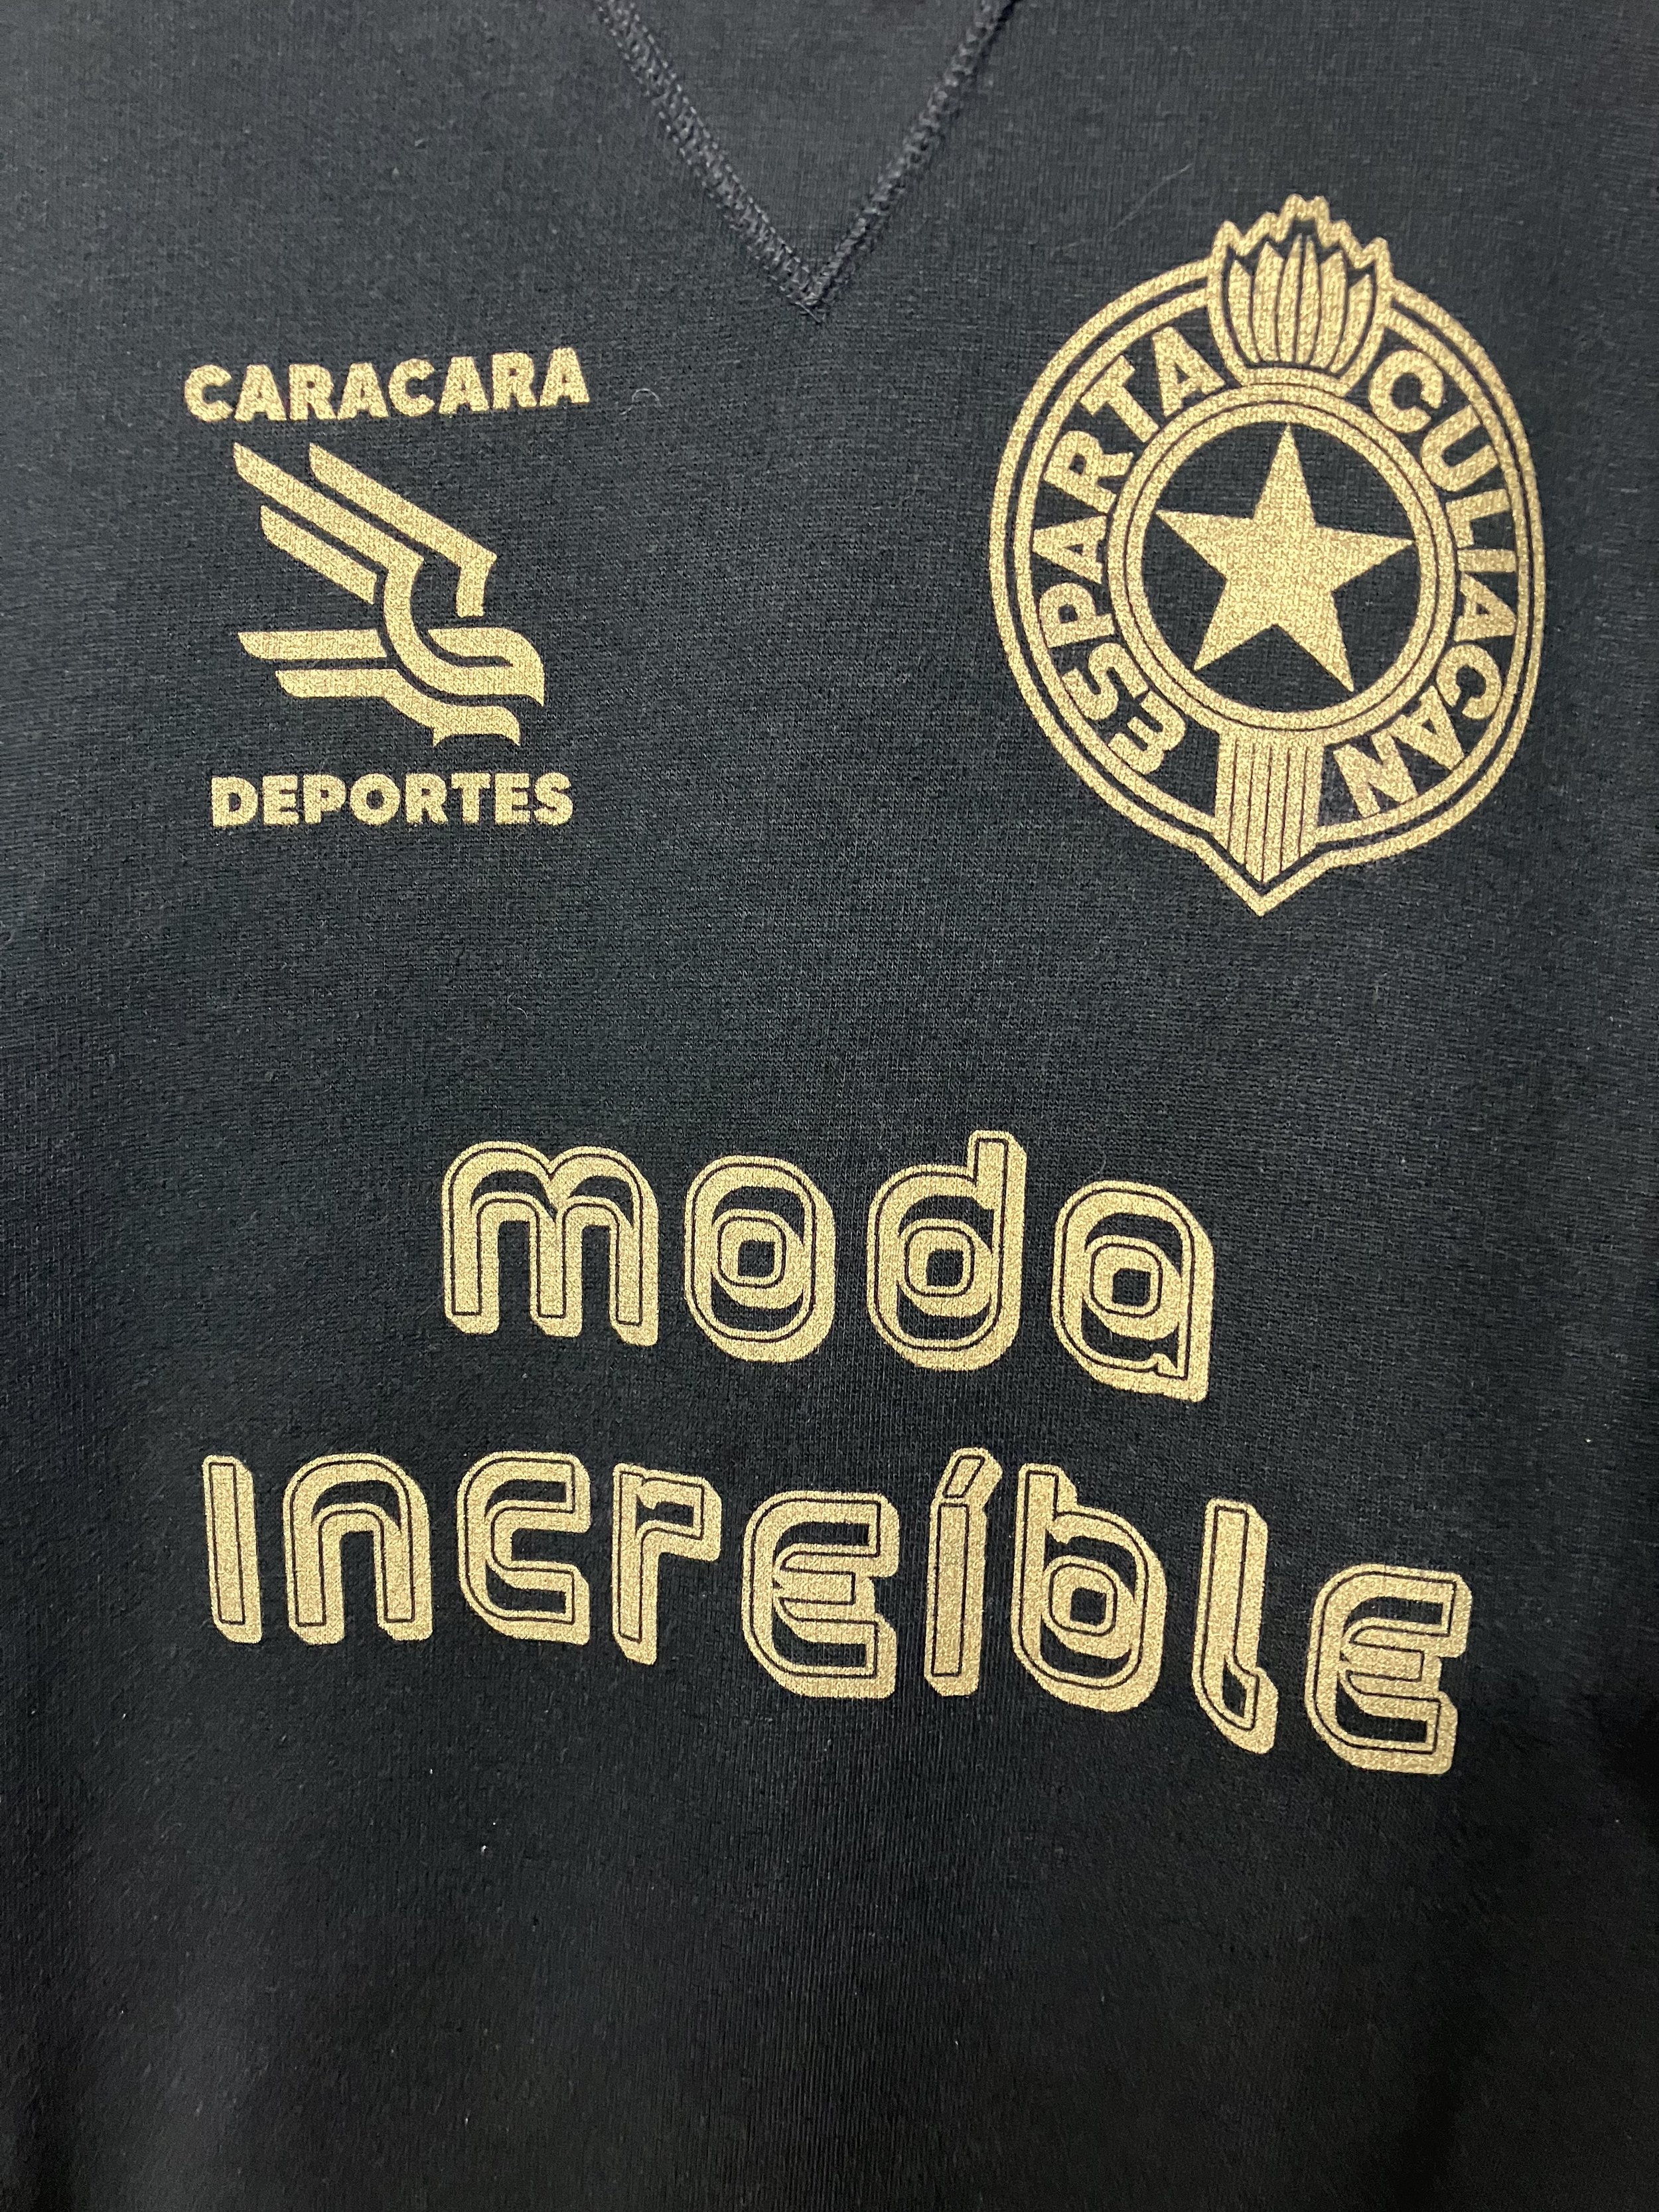 CARACARA
DEPORTES
ESPARTA CULIACAN
moda
increíble